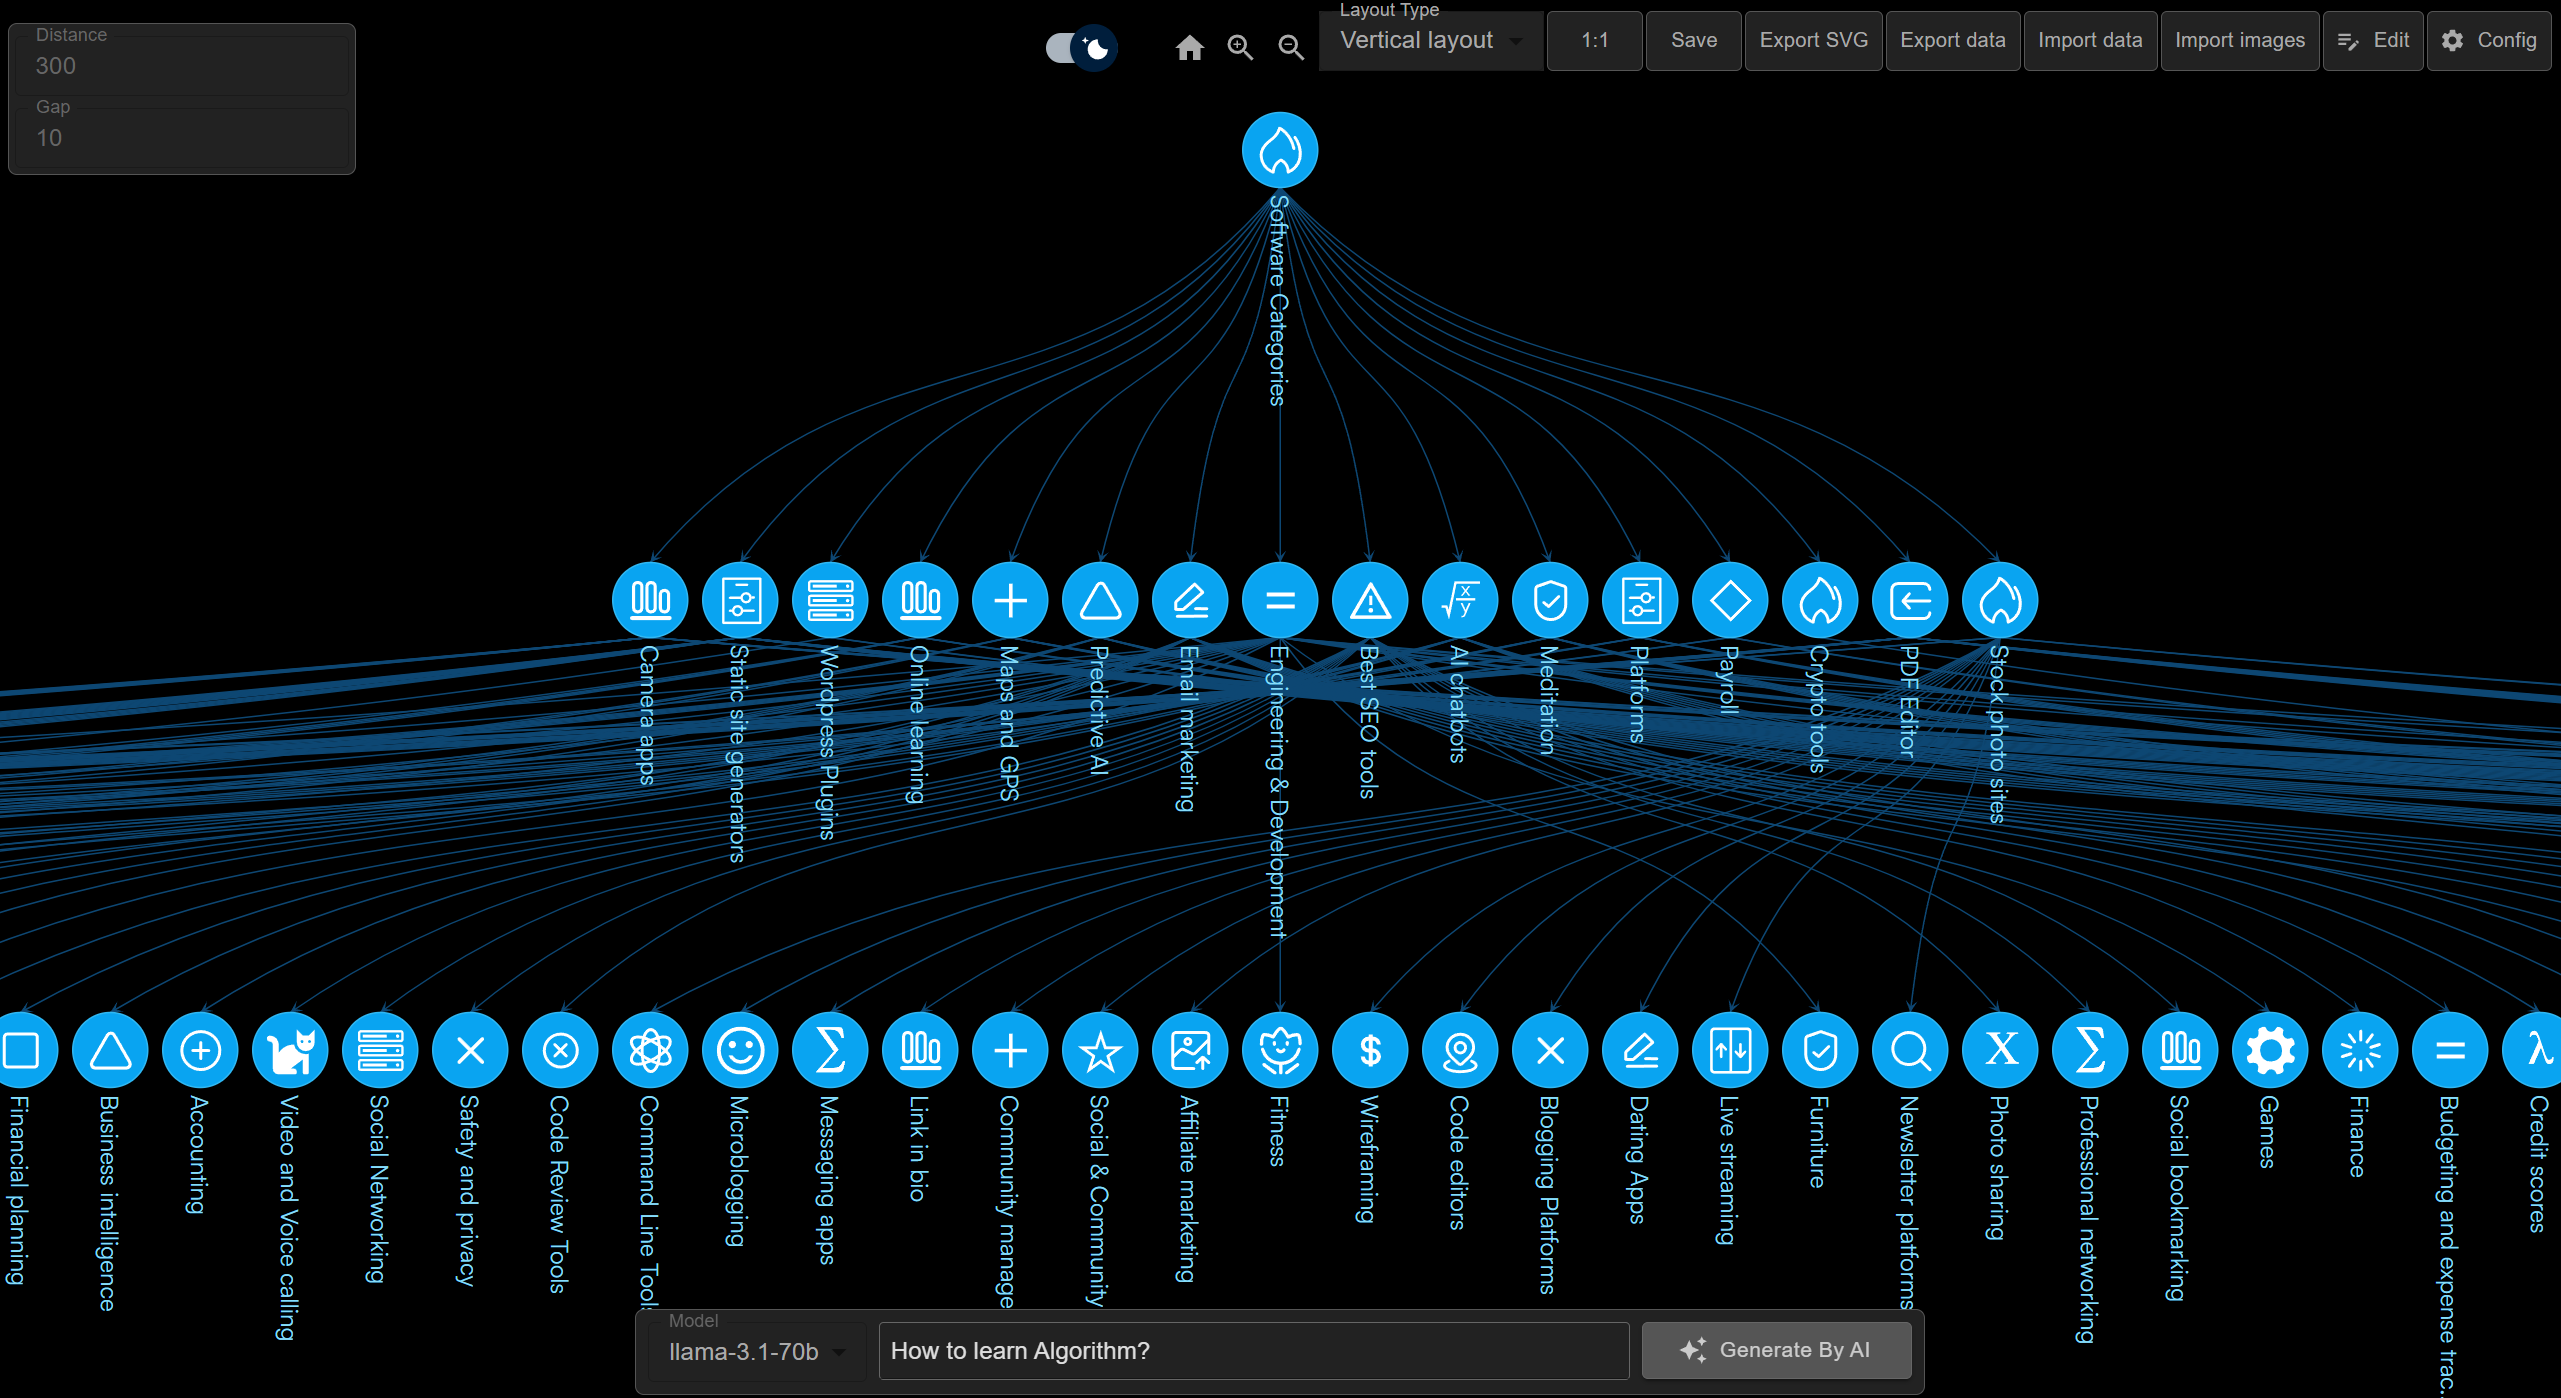 Distance
300
Gap
10
Layout Type
Vertical layout
1:1
Save
Export SVG
Export data
Import data
Import images
Edit
Config
Software Categories
Camera apps
Static site generators
Wordpress Plugins
Online learning
Maps and GPS
Predictive AI
Email marketing
Engineering & Development
Best SEO tools
AI chatbots
Meditation
Platforms
Payroll
Crypto tools
PDF Editor
Stock photo sites
Financial planning
Business intelligence
Accounting
Video and Voice calling
Social Networking
Safety and privacy
Code Review Tools
Command Line Tools
Microblogging
Messaging apps
Link in bio
Community manage
Social & Community
Affiliate marketing
Fitness
Wireframing
Code editors
Blogging Platforms
Dating Apps
Live streaming
Furniture
Newsletter platforms
Photo sharing
Professional networking
Social bookmarking
Games
Finance
Budgeting and expense trac...
Credit scores
Model
llama-3.1-70b
How to learn Algorithm?
Generate By AI